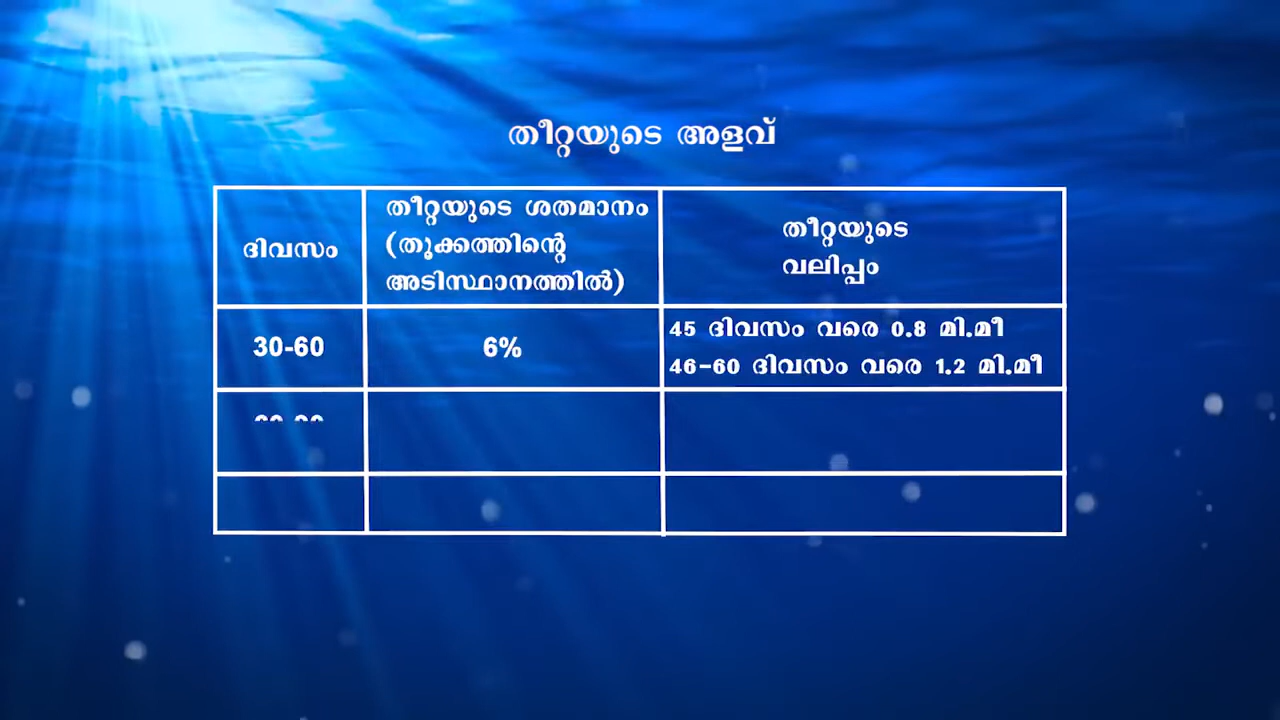 തീറ്റയുടെ അളവ്
ദിവസം
തീറ്റയുടെ ശതമാനം
(തൂക്കത്തിന്റെ
അടിസ്ഥാനത്തിൽ)
തീറ്റയുടെ
വലിപ്പം
30-60
6%
45 ദിവസം വരെ 0.8 മി.മീ
46-60 ദിവസം വരെ 1.2 മി.മീ